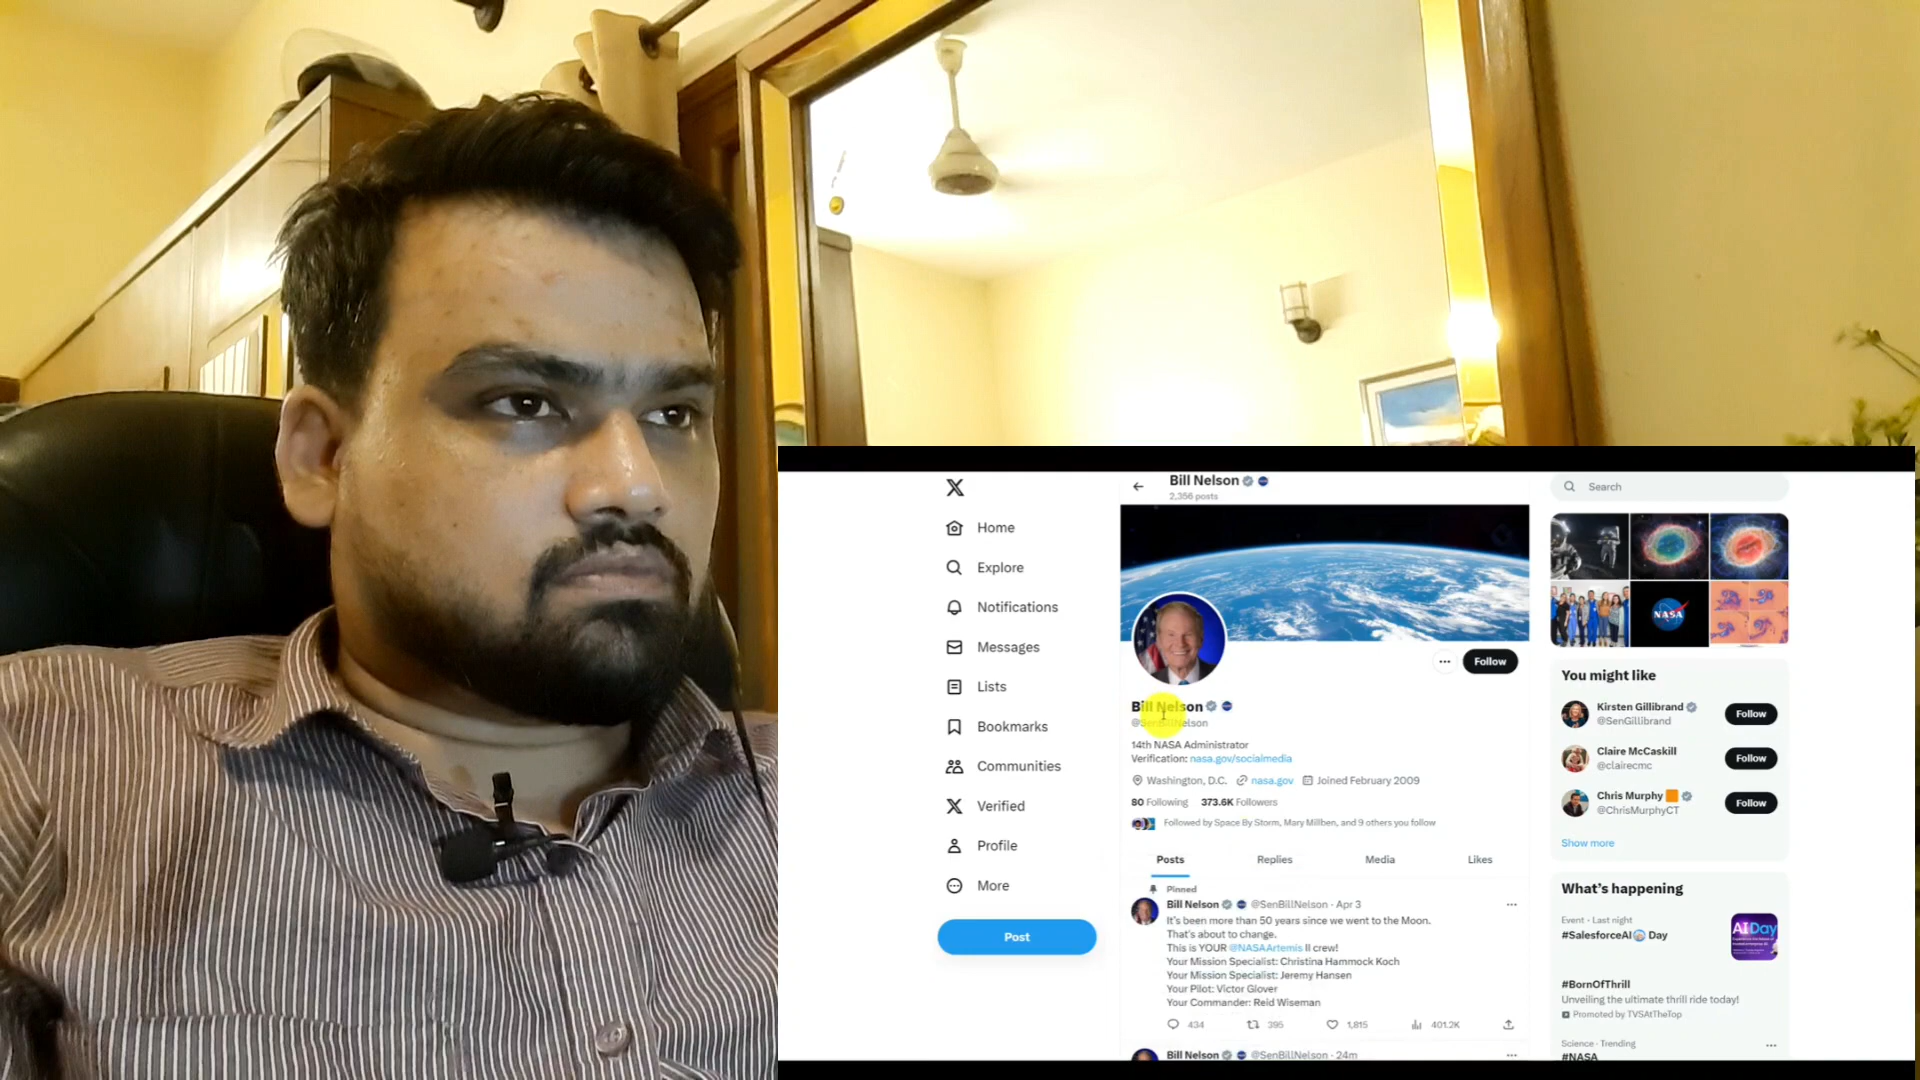 Home
Explore
Notifications
Messages
Lists
Bookmarks
Communities
Verified
Profile
More
Post
Bill Nelson
2,356 posts
Follow
Bill Nelson
@SenBillNelson
14th NASA Administrator
Verification: nasa.gov/socialmedia
Washington, D.C. nasa.gov Joined February 2009
80 Following 373.6K Followers
Followed by Space By Storm, Mary Millben, and 9 others you follow
Posts Replies Media Likes
Pinned
Bill Nelson @SenBillNelson · Apr 3
It's been more than 50 years since we went to the Moon.
That's about to change.
This is YOUR @NASAArtemis II crew!
Your Mission Specialist: Christina Hammock Koch
Your Mission Specialist: Jeremy Hansen
Your Pilot: Victor Glover
Your Commander: Reid Wiseman
434 395 1,815 401.2K
Bill Nelson @SenBillNelson · 24m
Search
NASA
You might like
Kirsten Gillibrand
@SenGillibrand
Follow
Claire McCaskill
@clairecmc
Follow
Chris Murphy
@ChrisMurphyCT
Follow
Show more
What's happening
Event · Last night
#SalesforceAI Day
AI Day
#BornOfThrill
Unveiling the ultimate thrill ride today!
Promoted by TVSAtTheTop
Science · Trending
#NASA